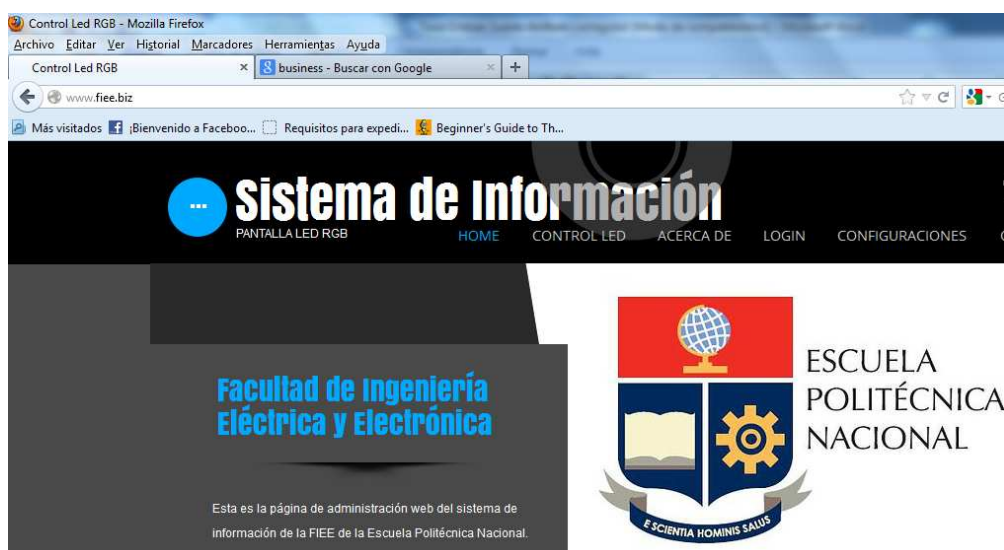 Control Led RGB - Mozilla Firefox
Archivo Editar Ver Historial Marcadores Herramientas Ayuda
Control Led RGB × business - Buscar con Google × +
www.fiee.biz
Más visitados ¡Bienvenido a Faceboo... Requisitos para expedi... Beginner's Guide to Th...
... Sistema de Información
PANTALLA LED RGB
HOME CONTROL LED ACERCA DE LOGIN CONFIGURACIONES
ESCUELA
POLITÉCNICA
NACIONAL
E SCIENTIA HOMINIS SALUS
Facultad de Ingeniería
Eléctrica y Electrónica
Esta es la página de administración web del sistema de
información de la FIEE de la Escuela Politécnica Nacional.